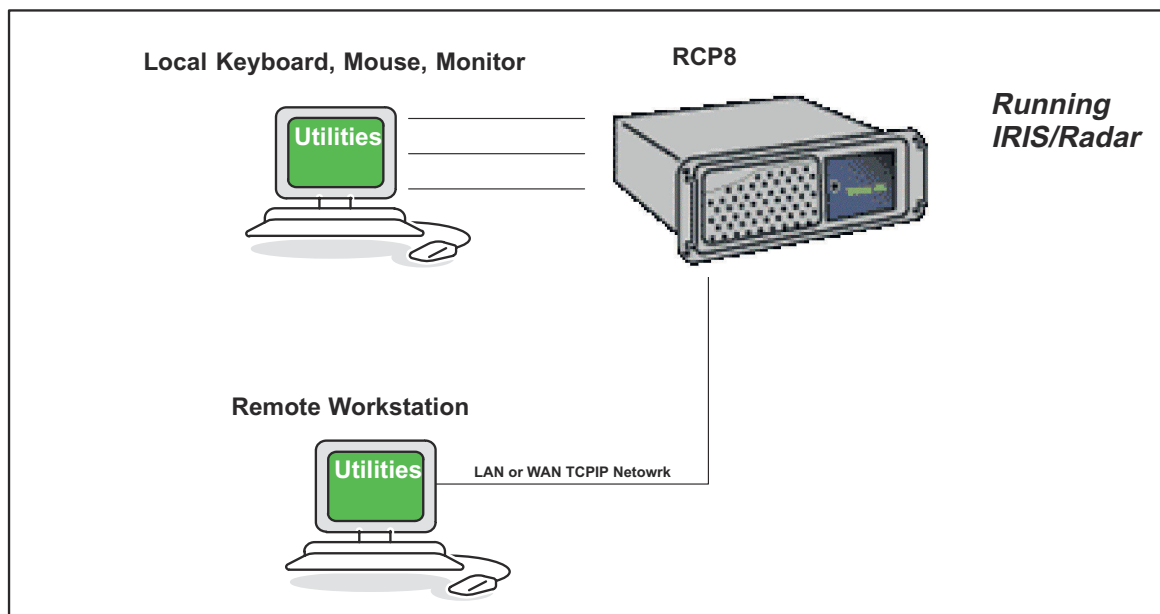 Local Keyboard, Mouse, Monitor
RCP8
Running
IRIS/Radar
Utilities
Remote Workstation
Utilities
LAN or WAN TCPIP Netowrk